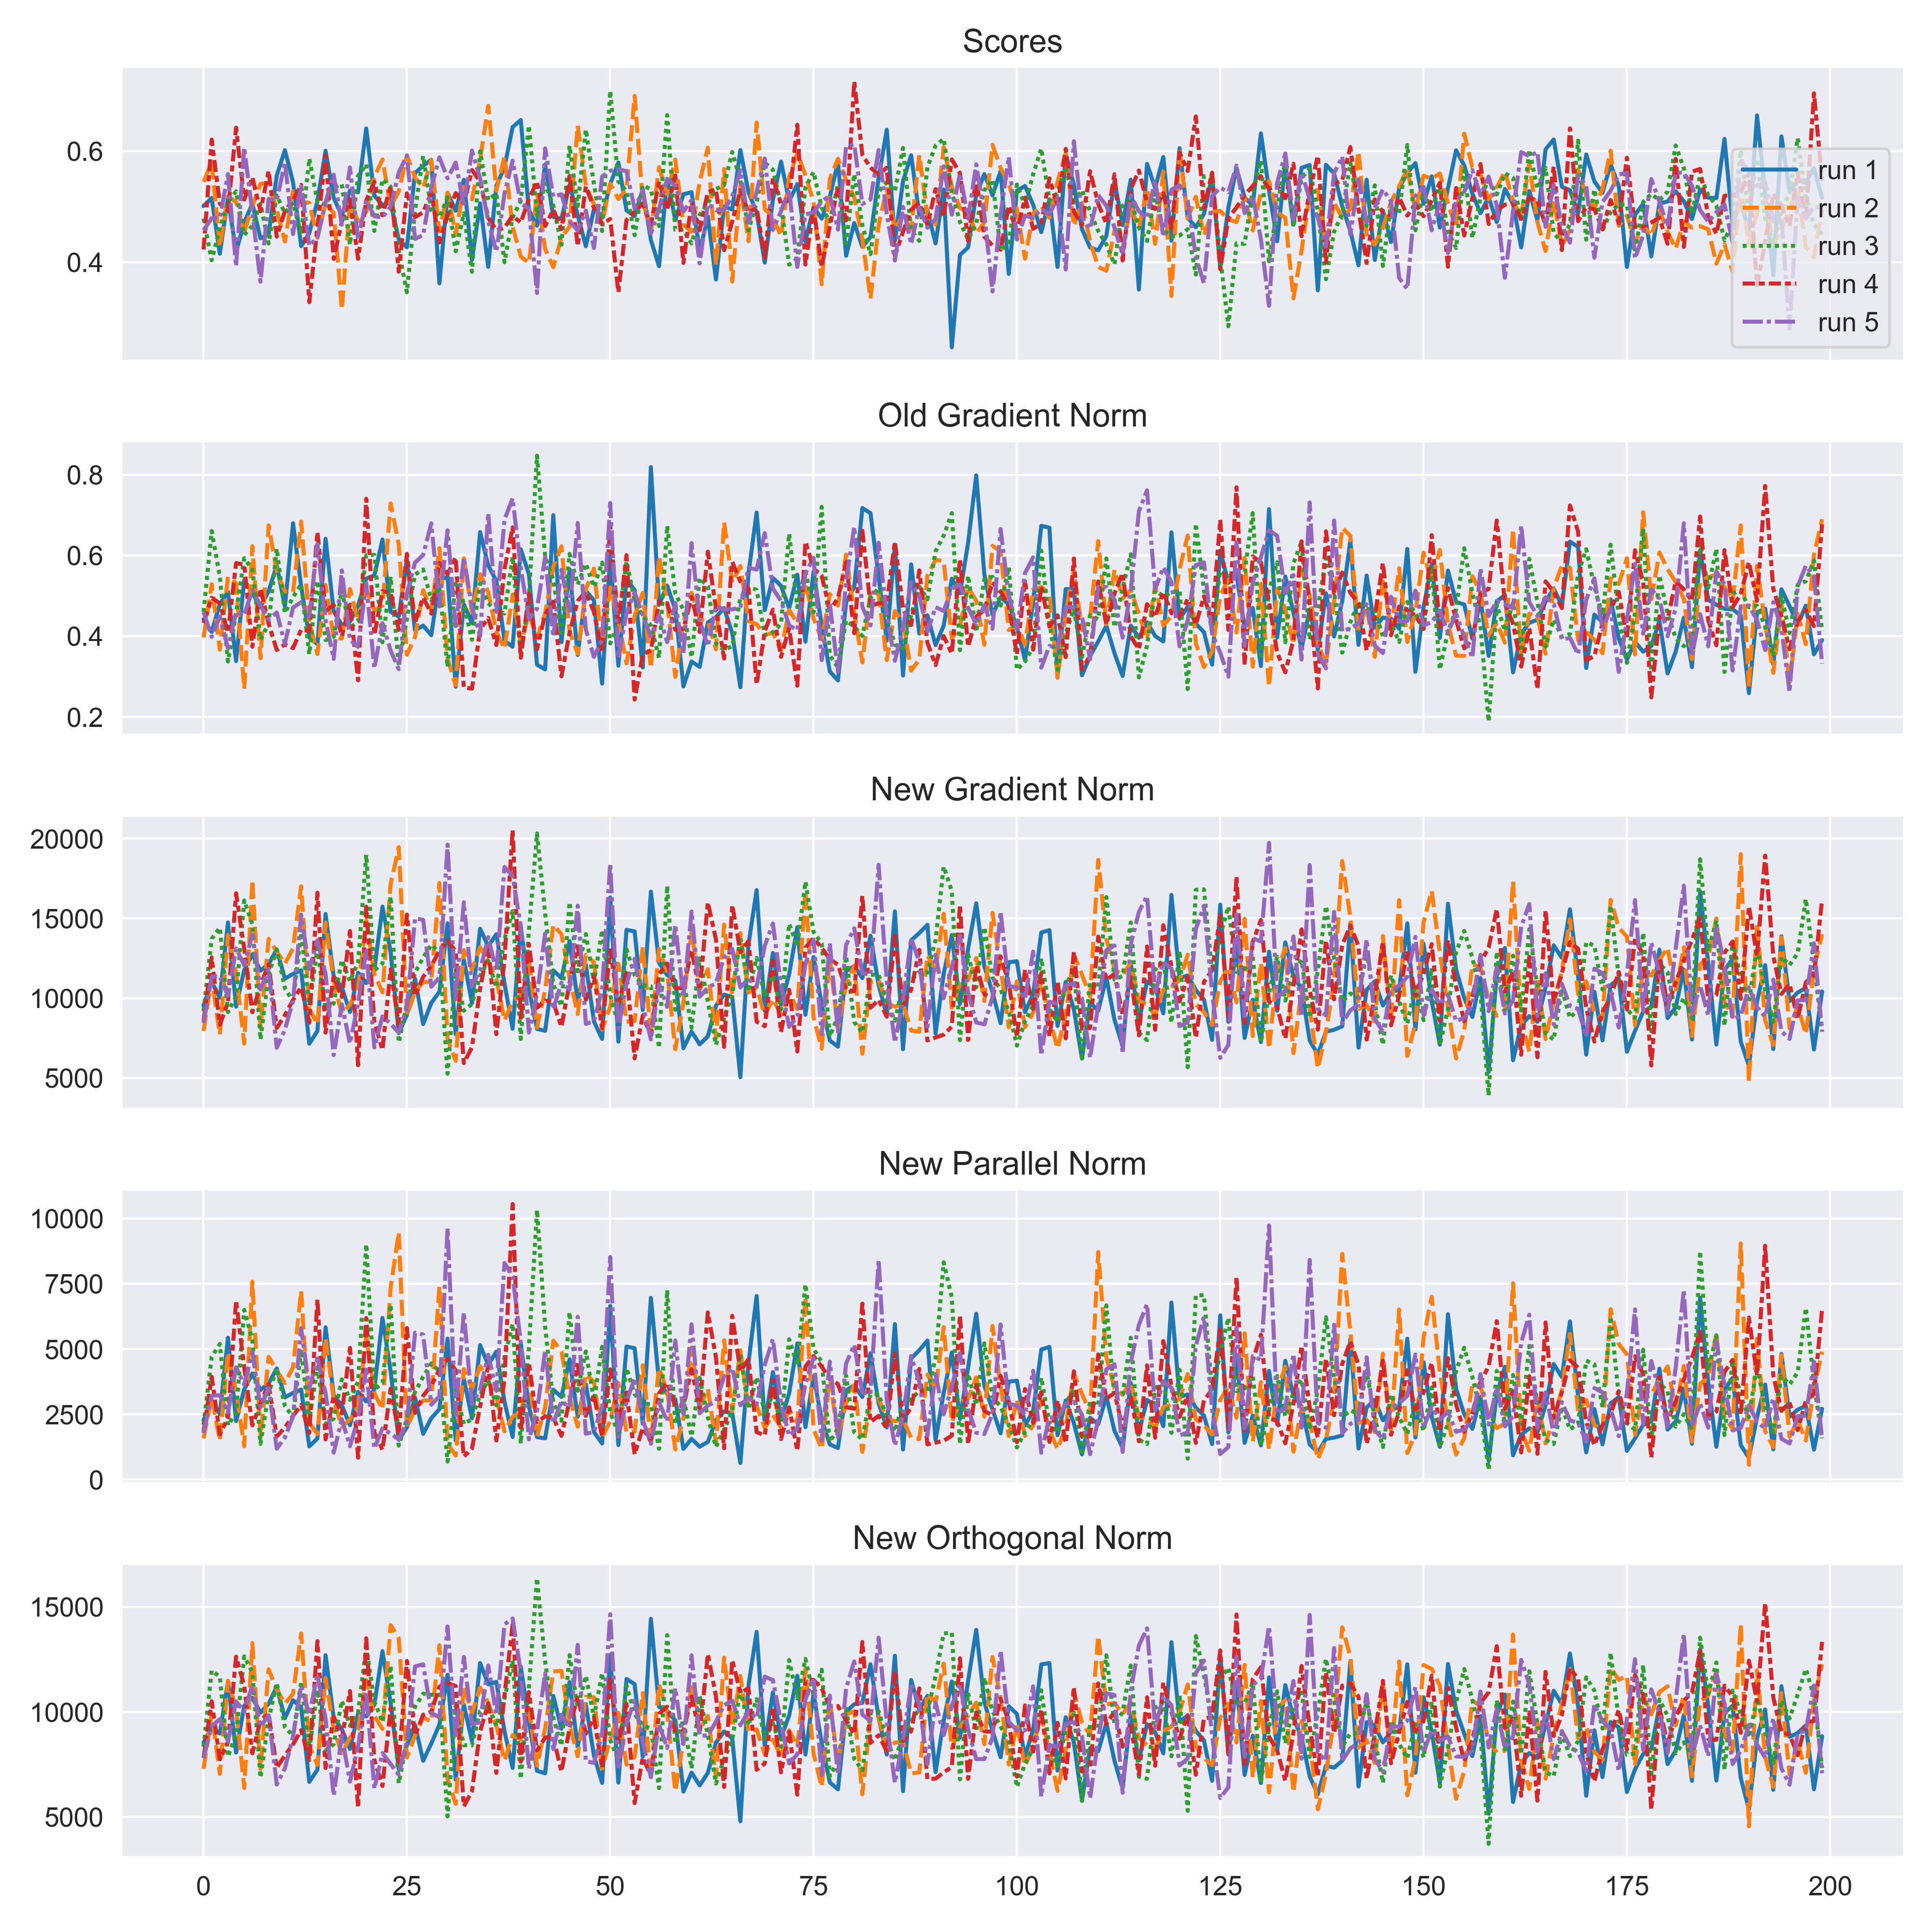 Scores
0.6
0.4
run 1
run 2
run 3
run 4
run 5
Old Gradient Norm
0.8
0.6
0.4
0.2
New Gradient Norm
20000
15000
10000
5000
New Parallel Norm
10000
7500
5000
2500
0
New Orthogonal Norm
15000
10000
5000
0 25 50 75 100 125 150 175 200